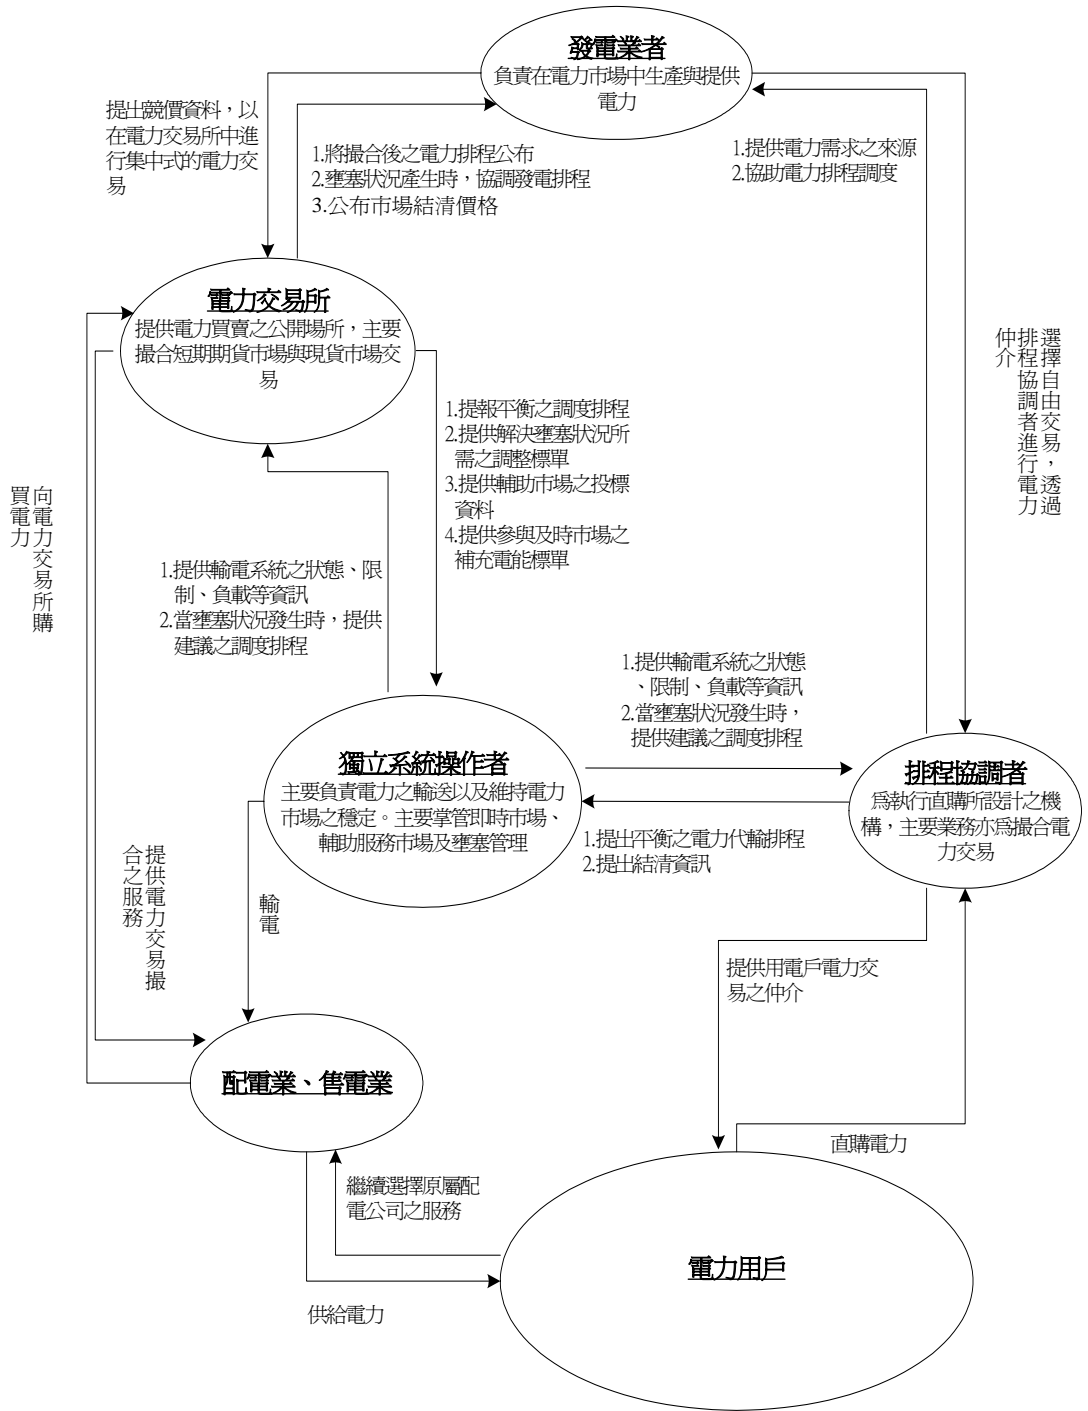 發電業者
負責在電力市場中生產與提供
電力
提出競價資料，以
在電力交易所中進
行集中式的電力交
易
1.將撮合後之電力排程公布
2.壅塞狀況產生時，協調發電排程
3.公布市場結清價格
1.提供電力需求之來源
2.協助電力排程調度
電力交易所
提供電力買賣之公開場所，主要
撮合短期期貨市場與現貨市場交
易
選擇自由交易，透過
排程協調者進行電力
仲介
1.提報平衡之調度排程
2.提供解決壅塞狀況所
需之調整標單
3.提供輔助市場之投標
資料
4.提供參與及時市場之
補充電能標單
向電力交易所購
買電力
1.提供輸電系統之狀態、限
制、負載等資訊
2.當壅塞狀況發生時，提供
建議之調度排程
1.提供輸電系統之狀態
、限制、負載等資訊
2.當壅塞狀況發生時，
提供建議之調度排程
獨立系統操作者
主要負責電力之輸送以及維持電力
市場之穩定。主要掌管即時市場、
輔助服務市場及壅塞管理
排程協調者
為執行直購所設計之機
構，主要業務亦為撮合電
力交易
1.提出平衡之電力代輸排程
2.提出結清資訊
提供電力交易撮
合之服務
輸電
提供用電戶電力交
易之仲介
配電業、售電業
直購電力
繼續選擇原屬配
電公司之服務
電力用戶
供給電力